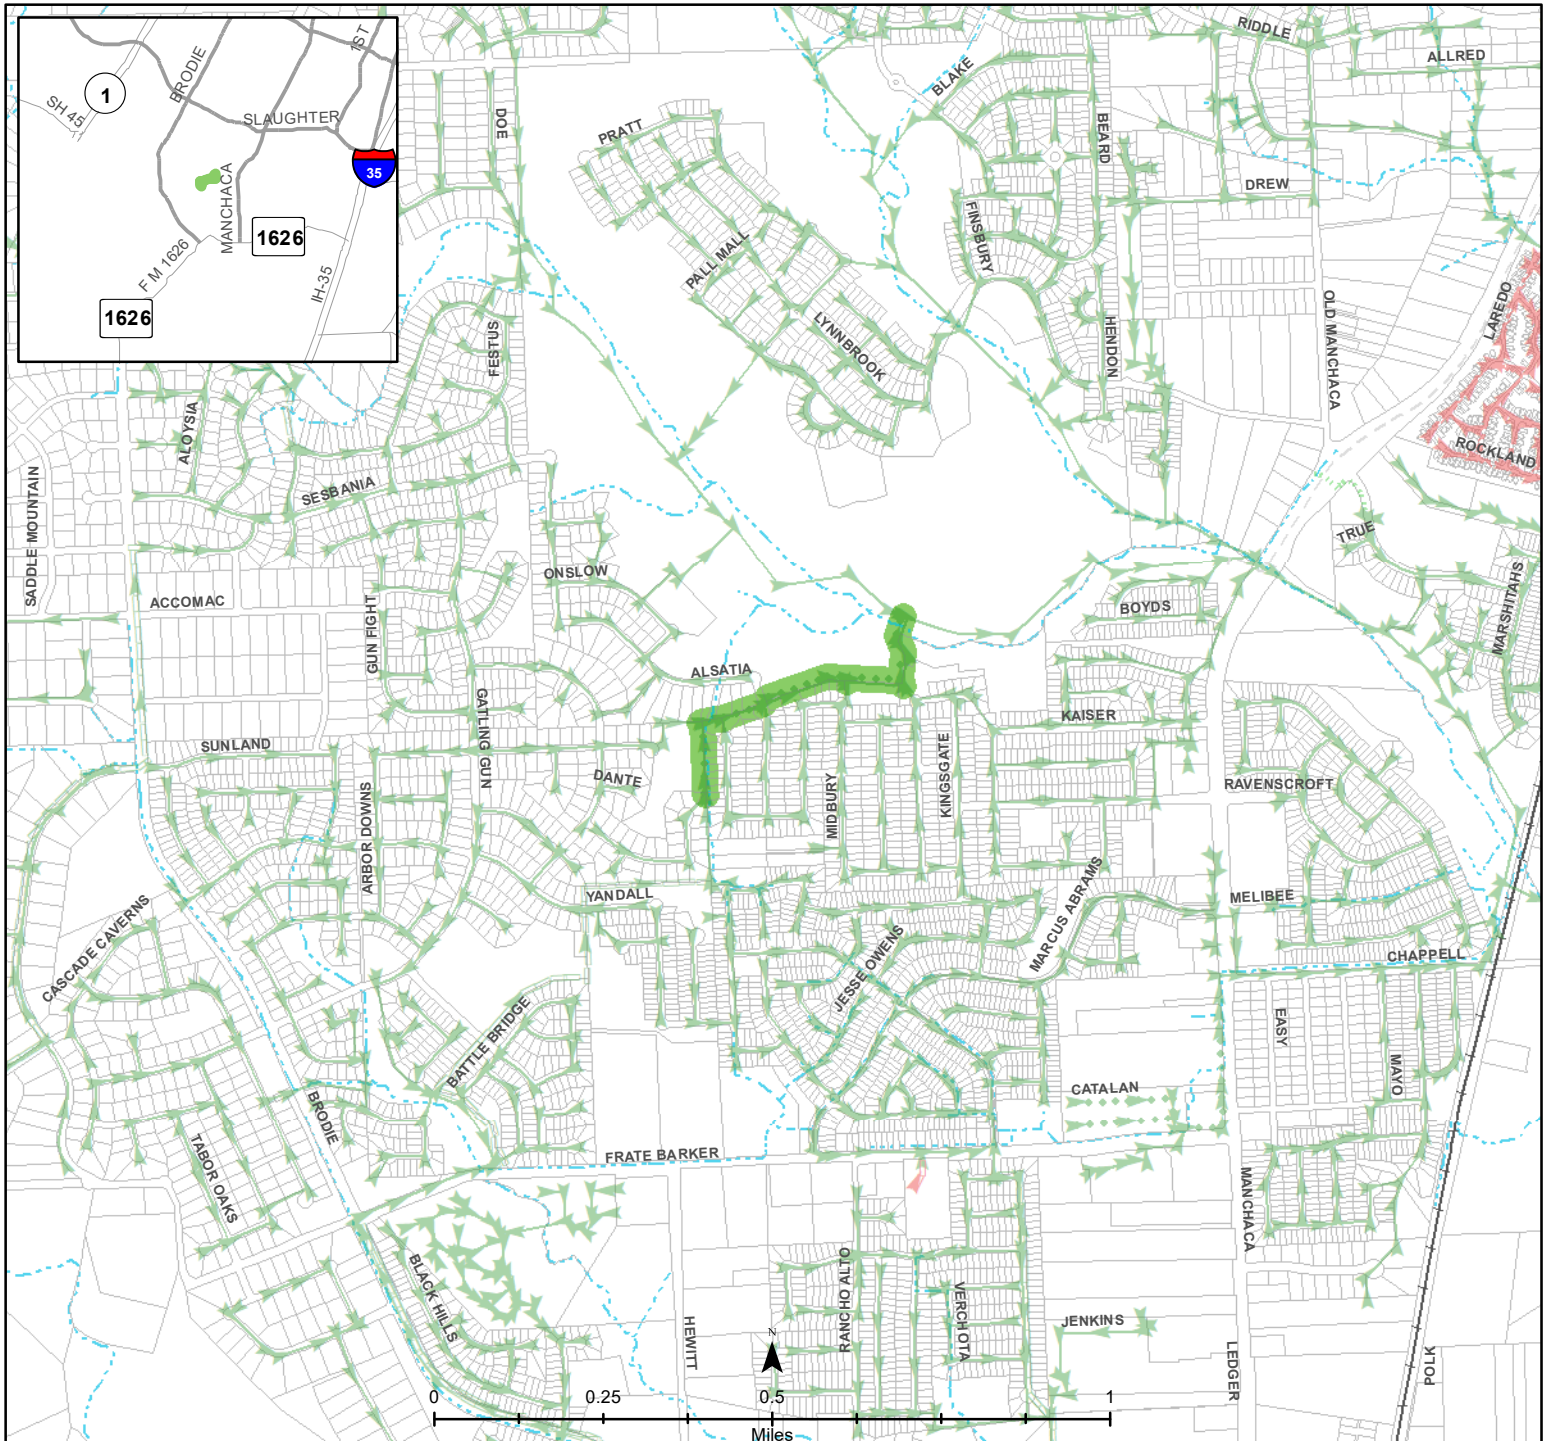 BRODIE
1ST
1
SH 45
SLAUGHTER
35
MANCHACA
1626
F M 1626
IH-35
1626
RIDDLE
ALLRED
BLAKE
DOE
PRATT
BEARD
DREW
FINSBURY
PALL MALL
LAREDO
OLD MANCHACA
FESTUS
LYNNBROOK
HENDON
ALOYSIA
ROCKLAND
SESBANIA
SADDLE MOUNTAIN
TRUE
ONSLOW
MARSHITAHS
ACCOMAC
BOYDS
GUN FIGHT
ALSATIA
GATLING GUN
KAISER
SUNLAND
KINGSGATE
DANTE
RAVENSCROFT
MIDBURY
ARBOR DOWNS
YANDALL
MELIBEE
MARCUS ABRAMS
CASCADE CAVERNS
JESSE OWENS
CHAPPELL
EASY
BATTLE BRIDGE
MAYO
CATALAN
BRODIE
FRATE BARKER
TABOR OAKS
MANCHACA
BLACK HILLS
RANCHO ALTO
VERCHOTA
JENKINS
HEWITT
LEDGER
POLK
N
0 0.25 0.5 1
Miles